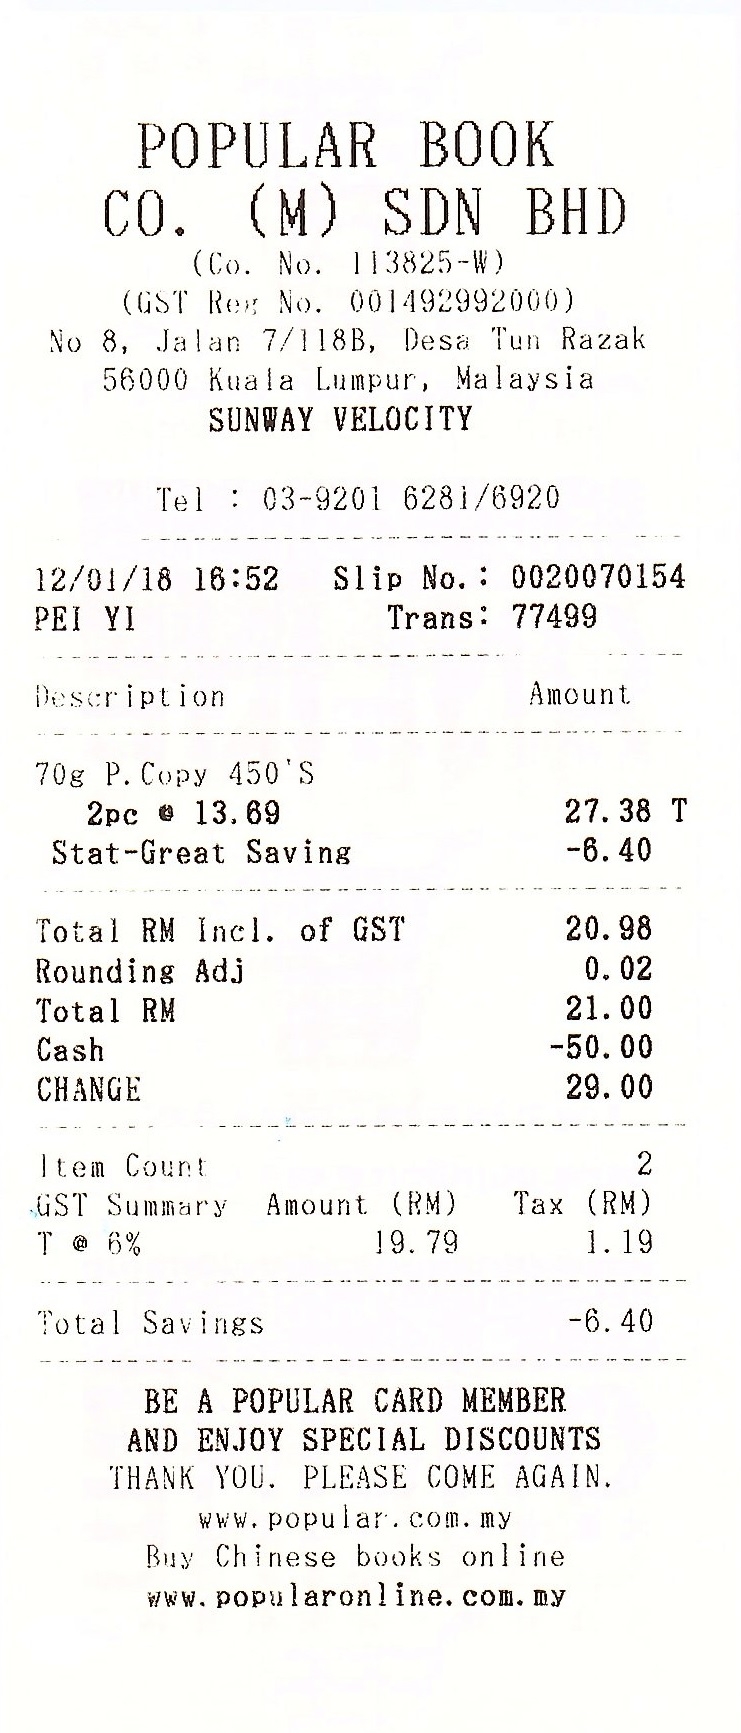 POPULAR BOOK
CO. (M) SDN BHD
(Co. No. 113825-W)
(GST Reg No. 001492992000)
No 8, Jalan 7/118B, Desa Tun Razak
56000 Kuala Lumpur, Malaysia
SUNWAY VELOCITY
Tel : 03-9201 6281/6920
12/01/18 16:52 Slip No.: 0020070154
PEI YI Trans: 77499
Description Amount
70g P.Copy 450'S
2pc @ 13.69 27.38 T
Stat-Great Saving -6.40
Total RM Incl. of GST 20.98
Rounding Adj 0.02
Total RM 21.00
Cash -50.00
CHANGE 29.00
Item Count 2
GST Summary Amount (RM) Tax (RM)
T @ 6% 19.79 1.19
Total Savings -6.40
BE A POPULAR CARD MEMBER
AND ENJOY SPECIAL DISCOUNTS
THANK YOU. PLEASE COME AGAIN.
www.popular.com.my
Buy Chinese books online
www.popularonline.com.my